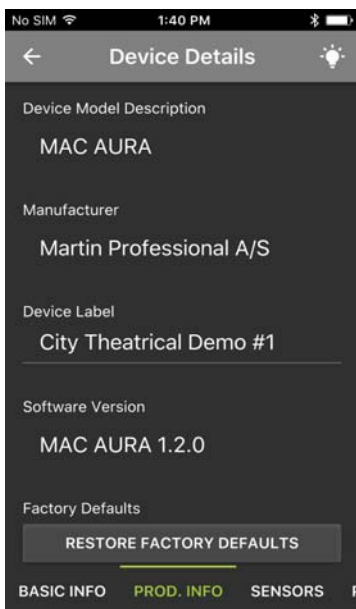 No SIM 1:40 PM
Device Details
Device Model Description
MAC AURA
Manufacturer
Martin Professional A/S
Device Label
City Theatrical Demo #1
Software Version
MAC AURA 1.2.0
Factory Defaults
RESTORE FACTORY DEFAULTS
BASIC INFO PROD. INFO SENSORS